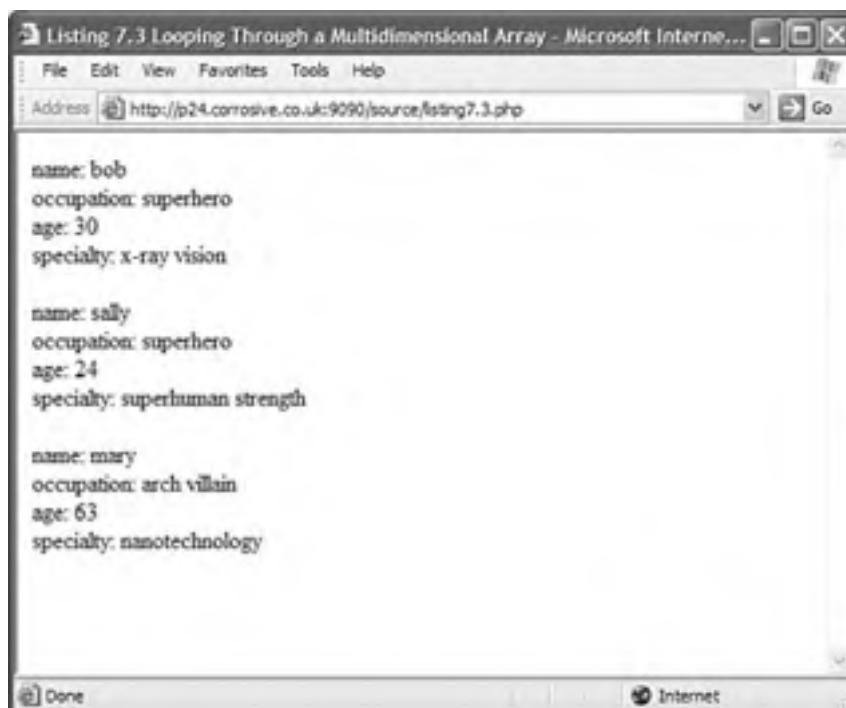 Listing 7.3 Looping Through a Multidimensional Array - Microsoft Interne...
File Edit View Favorites Tools Help
Address http://p24.corrosive.co.uk:9090/source/listing7.3.php Go
name: bob
occupation: superhero
age: 30
specialty: x-ray vision
name: sally
occupation: superhero
age: 24
specialty: superhuman strength
name: mary
occupation: arch villain
age: 63
specialty: nanotechnology
Done Internet